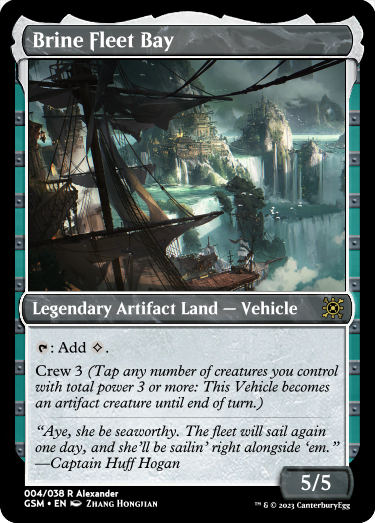 Brine Fleet Bay
Legendary Artifact Land — Vehicle
: Add .
Crew 3 (Tap any number of creatures you control
with total power 3 or more: This Vehicle becomes
an artifact creature until end of turn.)
“Aye, she be seaworthy. The fleet will sail again
one day, and she’ll be sailin’ right alongside ‘em.”
—Captain Huff Hogan
5/5
004/038 R Alexander
GSM • EN Zhang Hongjian
™ & © 2023 CanterburyEgg